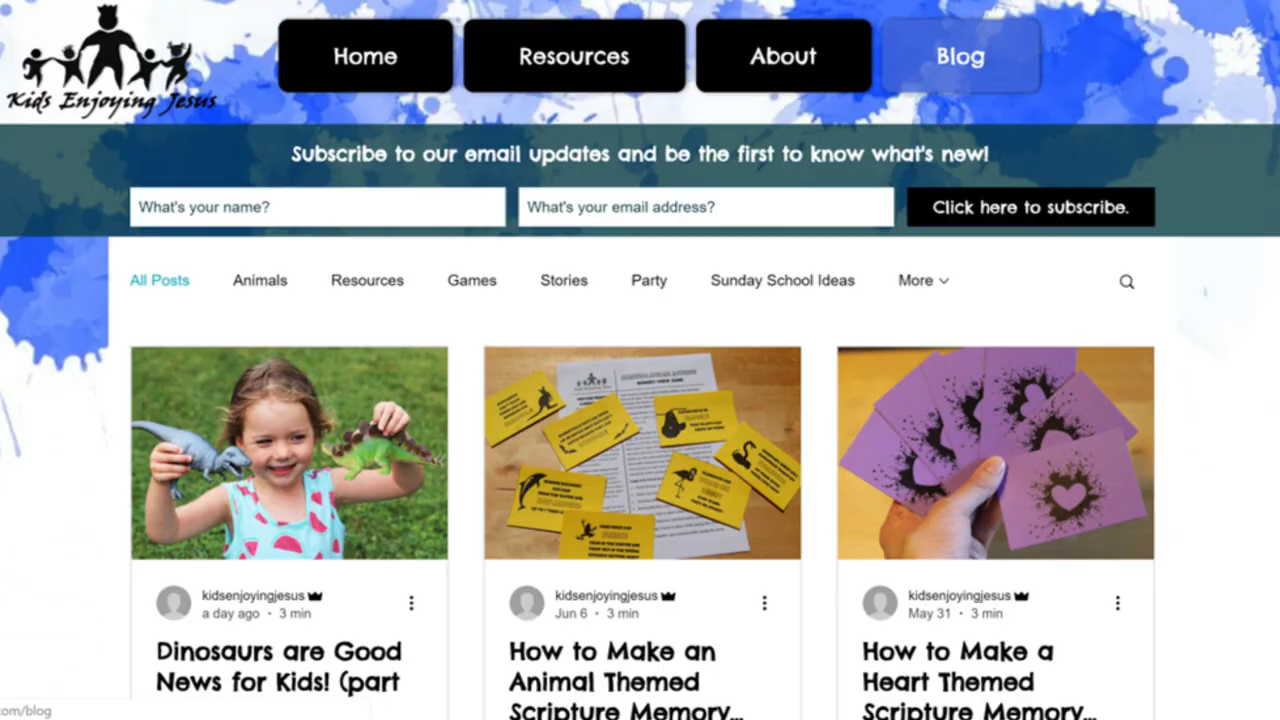 Kids Enjoying Jesus
Home
Resources
About
Blog
Subscribe to our email updates and be the first to know what's new!
What's your name?
What's your email address?
Click here to subscribe.
All Posts
Animals
Resources
Games
Stories
Party
Sunday School Ideas
More
kidsenjoyingjesus
a day ago · 3 min
Dinosaurs are Good
News for Kids! (part
kidsenjoyingjesus
Jun 6 · 3 min
How to Make an
Animal Themed
Scripture Memory...
kidsenjoyingjesus
May 31 · 3 min
How to Make a
Heart Themed
Scripture Memory...
com/blog